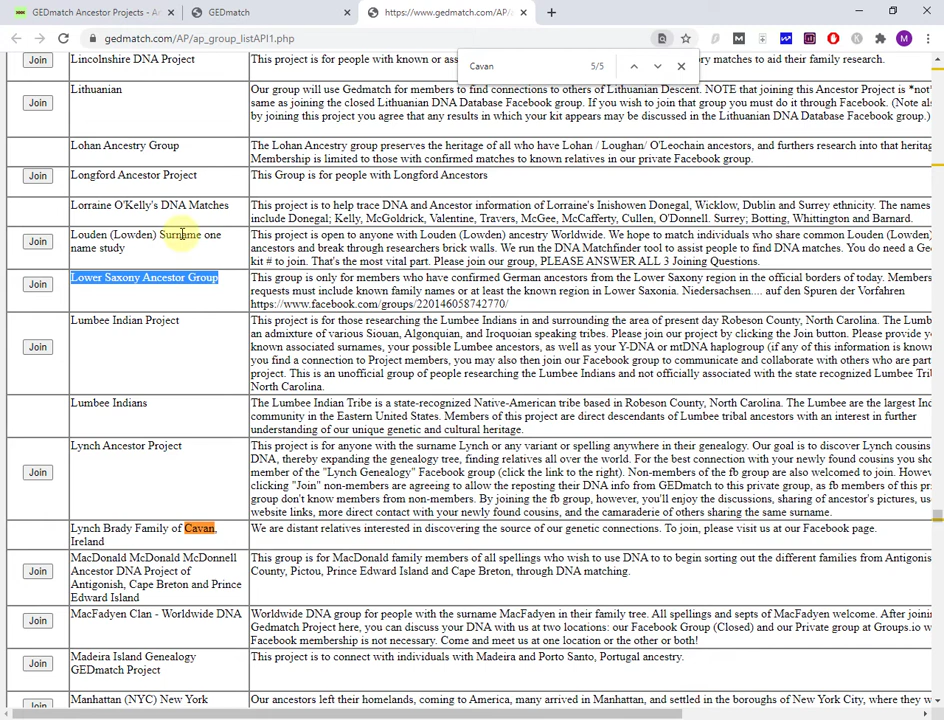 GEDmatch Ancestor Projects - An
GEDmatch
https://www.gedmatch.com/AP/a
gedmatch.com/AP/ap_group_listAPI1.php
Cavan 5/5
Join Lincolnshire DNA Project This project is for people with known or
ry matches to aid their family research.
Join Lithuanian Our group will use Gedmatch for members to find connections to others of Lithuanian Descent. NOTE that joining this Ancestor Project is *not*
same as joining the closed Lithuanian DNA Database Facebook group. If you wish to join that group you must do it through Facebook. (Note als
by joining this project you agree that any results in which your kit appears may be discussed in the Lithuanian DNA Database Facebook group.)
Lohan Ancestry Group The Lohan Ancestry group preserves the heritage of all who have Lohan / Loughan/ O'Leochain ancestors, and furthers research into that heritag
Membership is limited to those with confirmed matches to known relatives in our private Facebook group.
Join Longford Ancestor Project This Group is for people with Longford Ancestors
Lorraine O'Kelly's DNA Matches This project is to help trace DNA and Ancestor information of Lorraine's Inishowen Donegal, Wicklow, Dublin and Surrey ethnicity. The names
include Donegal; Kelly, McGoldrick, Valentine, Travers, McGee, McCafferty, Cullen, O'Donnell. Surrey; Botting, Whittington and Barnard.
Join Louden (Lowden) Surname one
name study
This project is open to anyone with Louden (Lowden) ancestry Worldwide. We hope to match individuals who share common Louden (Lowden)
ancestors and break through researchers brick walls. We run the DNA Matchfinder tool to assist people to find DNA matches. You do need a Ge
kit # to join. That's the most vital part. Please join our group, PLEASE ANSWER ALL 3 Joining Questions.
Join Lower Saxony Ancestor Group This group is only for members who have confirmed German ancestors from the Lower Saxony region in the official borders of today. Members
requests must include known family names or at least the known region in Lower Saxonia. Niedersachsen.... auf den Spuren der Vorfahren
https://www.facebook.com/groups/220146058742770/
Join Lumbee Indian Project This project is for those researching the Lumbee Indians in and surrounding the area of present day Robeson County, North Carolina. The Lumb
an admixture of various Siouan, Algonquian, and Iroquoian speaking tribes. Please join our project by clicking the Join button. Please provide y
known associated surnames, your possible Lumbee ancestors, as well as your Y-DNA or mtDNA haplogroup (if any of this information is know
you find a connection to Project members, you may also then join our Facebook group to communicate and collaborate with others who are part
project. This is an unofficial group of people researching the Lumbee Indians and not officially associated with the state recognized Lumbee Tri
North Carolina.
Lumbee Indians The Lumbee Indian Tribe is a state-recognized Native-American tribe based in Robeson County, North Carolina. The Lumbee are the largest Ind
community in the Eastern United States. Members of this project are direct descendants of Lumbee tribal ancestors with an interest in further
understanding of our unique genetic and cultural heritage.
Join Lynch Ancestor Project This project is for anyone with the surname Lynch or any variant or spelling anywhere in their genealogy. Our goal is to discover Lynch cousins
DNA, thereby expanding the genealogy tree, finding relatives all over the world. For the best connection with your newly found cousins you sho
member of the "Lynch Genealogy" Facebook group (click the link to the right). Non-members of the fb group are also welcomed to join. Howev
clicking "Join" non-members are agreeing to allow the reposting their DNA info from GEDmatch to this private group, as fb members of this pri
group don't know members from non-members. By joining the fb group, however, you'll enjoy the discussions, sharing of ancestor's pictures, us
website links, more direct contact with your newly found cousins, and the camaraderie of others sharing the same surname.
Lynch Brady Family of Cavan,
Ireland
We are distant relatives interested in discovering the source of our genetic connections. To join, please visit us at our Facebook page.
Join MacDonald McDonald McDonnell
Ancestor DNA Project of
Antigonish, Cape Breton and Prince
Edward Island
This group is for MacDonald family members of all spellings who wish to use DNA to to begin sorting out the different families from Antigonis
County, Pictou, Prince Edward Island and Cape Breton, through DNA matching.
Join MacFadyen Clan - Worldwide DNA Worldwide DNA group for people with the surname MacFadyen in their family tree. All spellings and septs of MacFadyen welcome. After joinin
Gedmatch Project here, you can discuss your DNA with us at two locations: our Facebook Group (Closed) and our Private group at Groups.io w
Facebook membership is not necessary. Come and meet us at one location or the other or both!
Join Madeira Island Genealogy
GEDmatch Project
This project is to connect with individuals with Madeira and Porto Santo, Portugal ancestry.
Join Manhattan (NYC) New York Our ancestors left their homelands, coming to America, many arrived in Manhattan, and settled in the boroughs of New York City, where they w